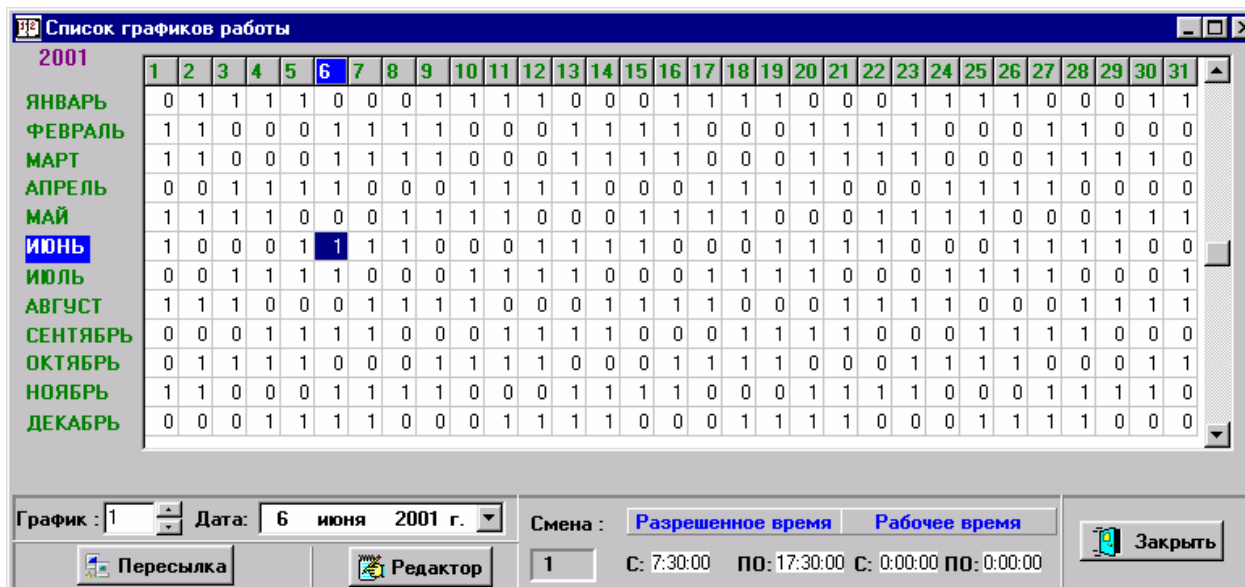 Список графиков работы
2001
1 2 3 4 5 6 7 8 9 10 11 12 13 14 15 16 17 18 19 20 21 22 23 24 25 26 27 28 29 30 31
ЯНВАРЬ 0 1 1 1 1 0 0 0 1 1 1 1 0 0 0 1 1 1 1 0 0 0 1 1 1 1 0 0 0 1 1
ФЕВРАЛЬ 1 1 0 0 0 1 1 1 1 0 0 0 1 1 1 1 0 0 0 1 1 1 1 0 0 0 1 1 0 0 0
МАРТ 1 1 0 0 0 1 1 1 1 0 0 0 1 1 1 1 0 0 0 1 1 1 1 0 0 0 1 1 1 1 0
АПРЕЛЬ 0 0 1 1 1 1 0 0 0 1 1 1 1 0 0 0 1 1 1 1 0 0 0 1 1 1 1 0 0 0 0
МАЙ 1 1 1 1 0 0 0 1 1 1 1 0 0 0 1 1 1 1 0 0 0 1 1 1 1 0 0 0 1 1 1
ИЮНЬ 1 0 0 0 1 1 1 1 0 0 0 1 1 1 1 0 0 0 1 1 1 1 0 0 0 1 1 1 1 0 0
ИЮЛЬ 0 0 1 1 1 1 0 0 0 1 1 1 1 0 0 0 1 1 1 1 0 0 0 1 1 1 1 0 0 0 1
АВГУСТ 1 1 1 0 0 0 1 1 1 1 0 0 0 1 1 1 1 0 0 0 1 1 1 1 0 0 0 1 1 1 1
СЕНТЯБРЬ 0 0 0 1 1 1 1 0 0 0 1 1 1 1 0 0 0 1 1 1 1 0 0 0 1 1 1 1 0 0 0
ОКТЯБРЬ 0 1 1 1 1 0 0 0 1 1 1 1 0 0 0 1 1 1 1 0 0 0 1 1 1 1 0 0 0 1 1
НОЯБРЬ 1 1 0 0 0 1 1 1 1 0 0 0 1 1 1 1 0 0 0 1 1 1 1 0 0 0 1 1 1 1 0
ДЕКАБРЬ 0 0 0 1 1 1 1 0 0 0 1 1 1 1 0 0 0 1 1 1 1 0 0 0 1 1 1 1 0 0 0
График : 1 Дата: 6 июня 2001 г. Смена : Разрешенное время Рабочее время Закрыть
Пересылка Редактор 1 С: 7:30:00 ПО: 17:30:00 С: 0:00:00 ПО: 0:00:00